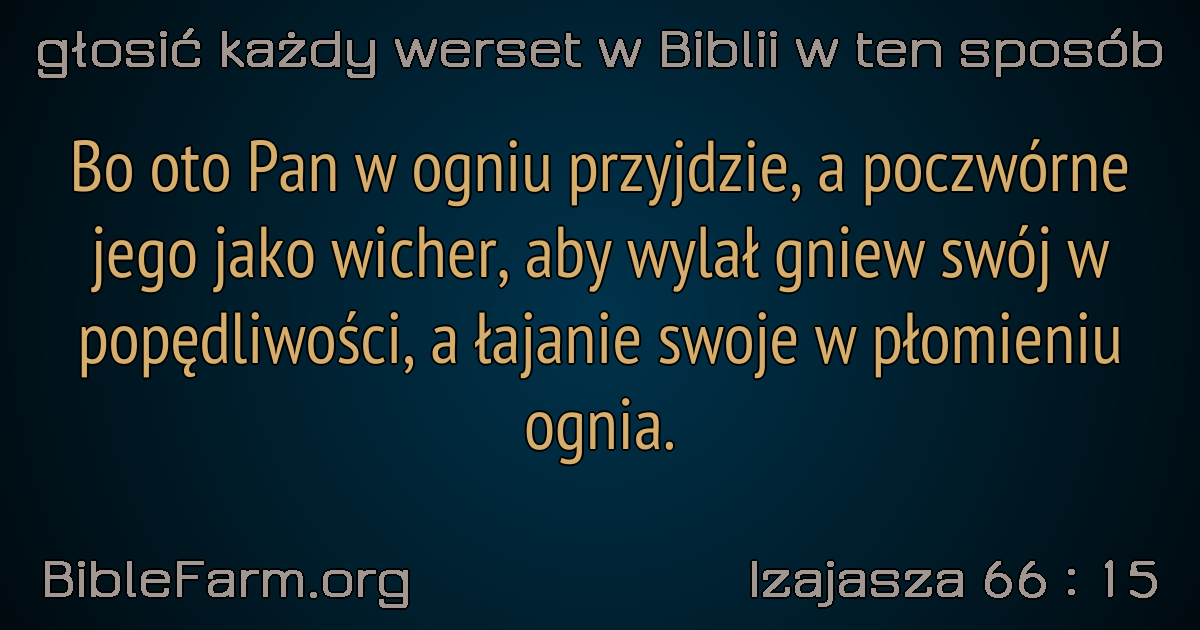 głosić każdy werset w Biblii w ten sposób
Bo oto Pan w ogniu przyjdzie, a poczwórne
jego jako wicher, aby wylał gniew swój w
popędliwości, a łajanie swoje w płomieniu
ognia.
BibleFarm.org
Izajasza 66 : 15